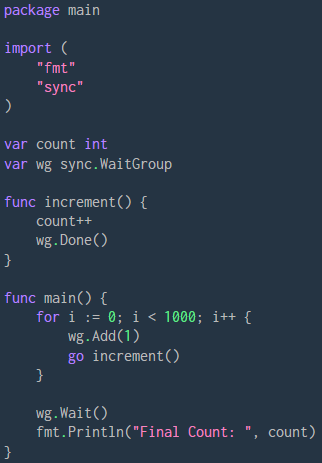 package main

import (
    "fmt"
    "sync"
)

var count int
var wg sync.WaitGroup

func increment() {
    count++
    wg.Done()
}

func main() {
    for i := 0; i < 1000; i++ {
        wg.Add(1)
        go increment()
    }

    wg.Wait()
    fmt.Println("Final Count: ", count)
}